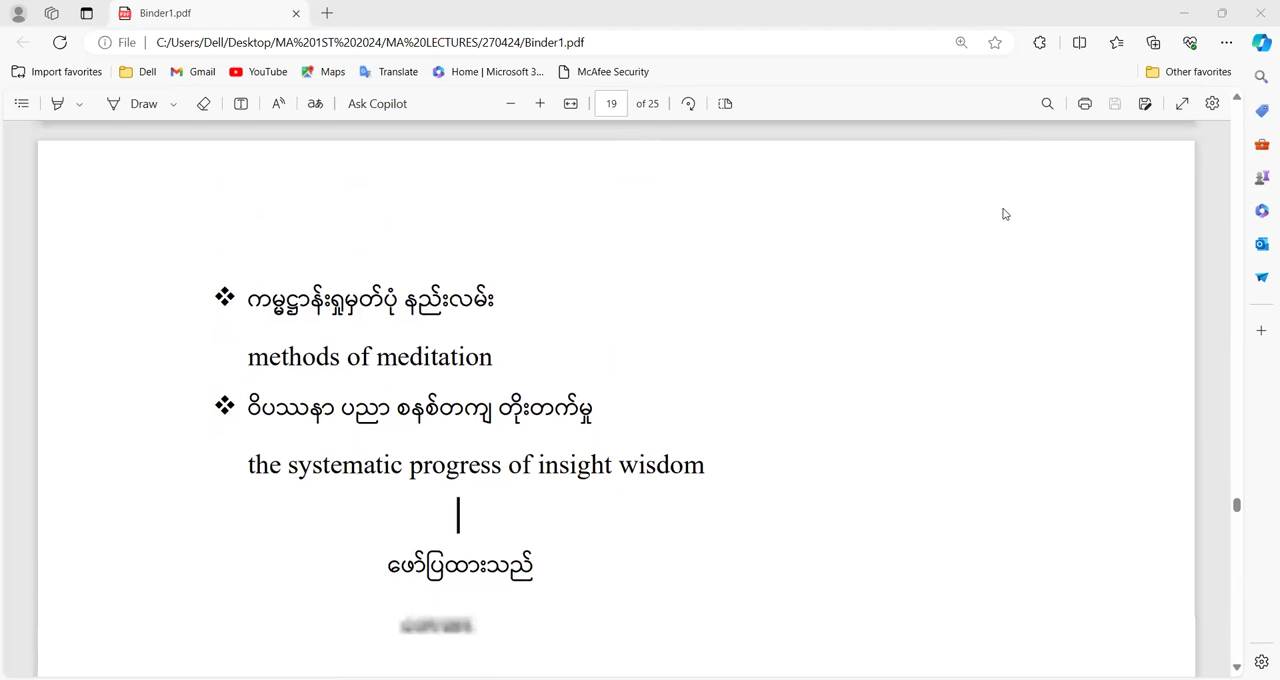 Binder1.pdf
File
C:/Users/Dell/Desktop/MA%201ST%202024/MA%20LECTURES/270424/Binder1.pdf
Import favorites Dell Gmail YouTube Maps Translate Home | Microsoft 3... McAfee Security Other favorites
Draw Ask Copilot 19 of 25
ကမ္မဋ္ဌာန်းရှုမှတ်ပုံ နည်းလမ်း
methods of meditation
ဝိပဿနာ ပညာ စနစ်တကျ တိုးတက်မှု
the systematic progress of insight wisdom
ဖော်ပြထားသည်